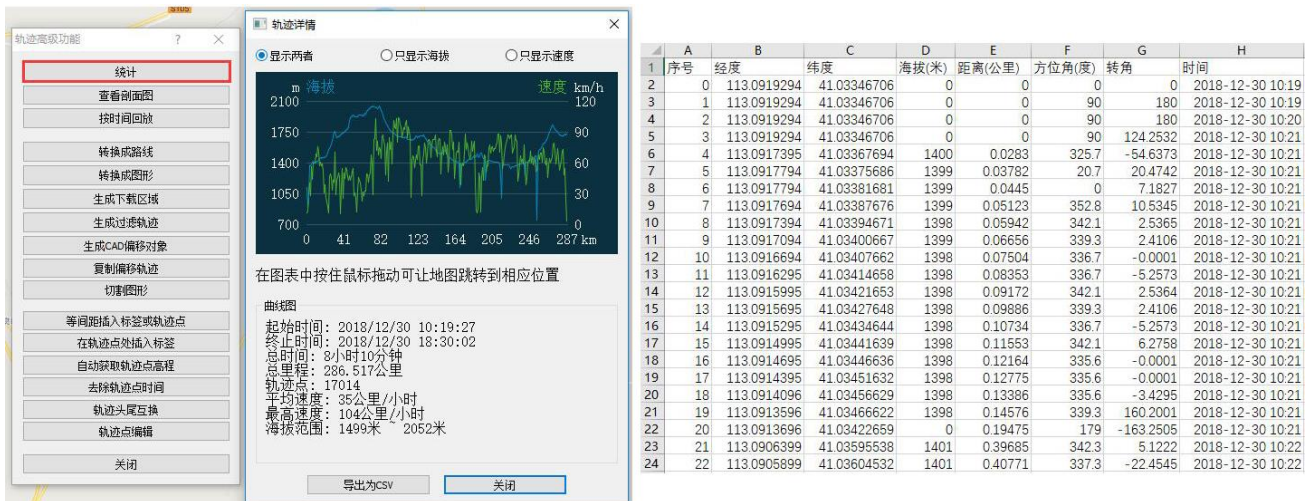 S105
轨迹高级功能 ? ×
统计
查看剖面图
按时间回放
转换成路线
转换成图形
生成下载区域
生成过滤轨迹
生成CAD偏移对象
复制偏移轨迹
切割图形
等间距插入标签或轨迹点
在轨迹点处插入标签
自动获取轨迹点高程
去除轨迹点时间
轨迹头尾互换
轨迹点编辑
关闭
轨迹详情 ×
显示两者 只显示海拔 只显示速度
m 海拔 速度 km/h
2100 120
1750 90
1400 60
1050 30
700 0
0 41 82 123 164 205 246 287 km
在图表中按住鼠标拖动可让地图跳转到相应位置
曲线图
起始时间: 2018/12/30 10:19:27
终止时间: 2018/12/30 18:30:02
总时间: 8小时10分钟
总里程: 286.517公里
轨迹点: 17014
平均速度: 35公里/小时
最高速度: 104公里/小时
海拔范围: 1499米 ~ 2052米
导出为CSV 关闭
A B C D E F G H
1 序号 经度 纬度 海拔(米) 距离(公里) 方位角(度) 转角 时间
2 0 113.0919294 41.03346706 0 0 0 0 2018-12-30 10:19
3 1 113.0919294 41.03346706 0 0 90 180 2018-12-30 10:19
4 2 113.0919294 41.03346706 0 0 90 180 2018-12-30 10:20
5 3 113.0919294 41.03346706 0 0 90 124.2532 2018-12-30 10:21
6 4 113.0917395 41.03367694 1400 0.0283 325.7 -54.6373 2018-12-30 10:21
7 5 113.0917794 41.03375686 1399 0.03782 20.7 20.4742 2018-12-30 10:21
8 6 113.0917794 41.03381681 1399 0.0445 0 7.1827 2018-12-30 10:21
9 7 113.0917694 41.03387676 1399 0.05123 352.8 10.5345 2018-12-30 10:21
10 8 113.0917394 41.03394671 1398 0.05942 342.1 2.5365 2018-12-30 10:21
11 9 113.0917094 41.03400667 1399 0.06656 339.3 2.4106 2018-12-30 10:21
12 10 113.0916694 41.03407662 1398 0.07504 336.7 -0.0001 2018-12-30 10:21
13 11 113.0916295 41.03414658 1398 0.08353 336.7 -5.2573 2018-12-30 10:21
14 12 113.0915995 41.03421653 1398 0.09172 342.1 2.5364 2018-12-30 10:21
15 13 113.0915695 41.03427648 1398 0.09886 339.3 2.4106 2018-12-30 10:21
16 14 113.0915295 41.03434644 1398 0.10734 336.7 -5.2573 2018-12-30 10:21
17 15 113.0914995 41.03441639 1398 0.11553 342.1 6.2758 2018-12-30 10:21
18 16 113.0914695 41.03446636 1398 0.12164 335.6 -0.0001 2018-12-30 10:21
19 17 113.0914395 41.03451632 1398 0.12775 335.6 -0.0001 2018-12-30 10:21
20 18 113.0914096 41.03456629 1398 0.13386 335.6 -3.4295 2018-12-30 10:21
21 19 113.0913596 41.03466622 1398 0.14576 339.3 160.2001 2018-12-30 10:21
22 20 113.0913696 41.03422659 0 0.19475 179 -163.2505 2018-12-30 10:21
23 21 113.0906399 41.03595538 1401 0.39685 342.3 5.1222 2018-12-30 10:22
24 22 113.0905899 41.03604532 1401 0.40771 337.3 -22.4545 2018-12-30 10:22